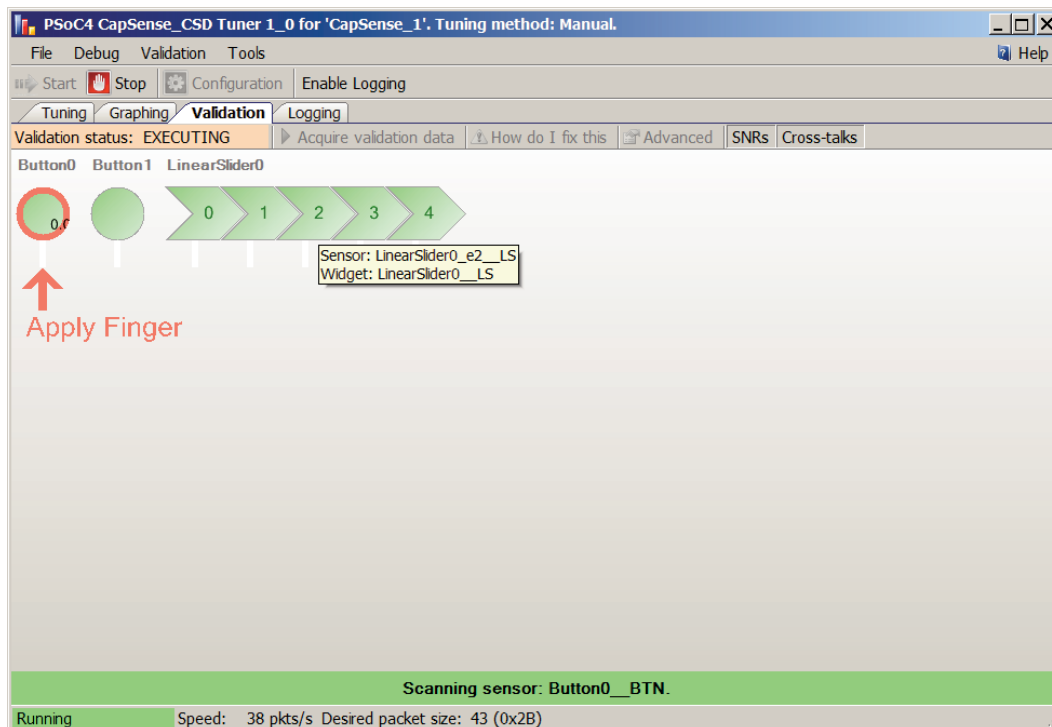 PSoC4 CapSense_CSD Tuner 1_0 for 'CapSense_1'. Tuning method: Manual.
File Debug Validation Tools Help
Start Stop Configuration Enable Logging
Tuning Graphing Validation Logging
Validation status: EXECUTING Acquire validation data How do I fix this Advanced SNRs Cross-talks
Button0 Button1 LinearSlider0
0.0 0 1 2 3 4
Sensor: LinearSlider0_e2__LS
Widget: LinearSlider0__LS
Apply Finger
Scanning sensor: Button0__BTN.
Running Speed: 38 pkts/s Desired packet size: 43 (0x2B)